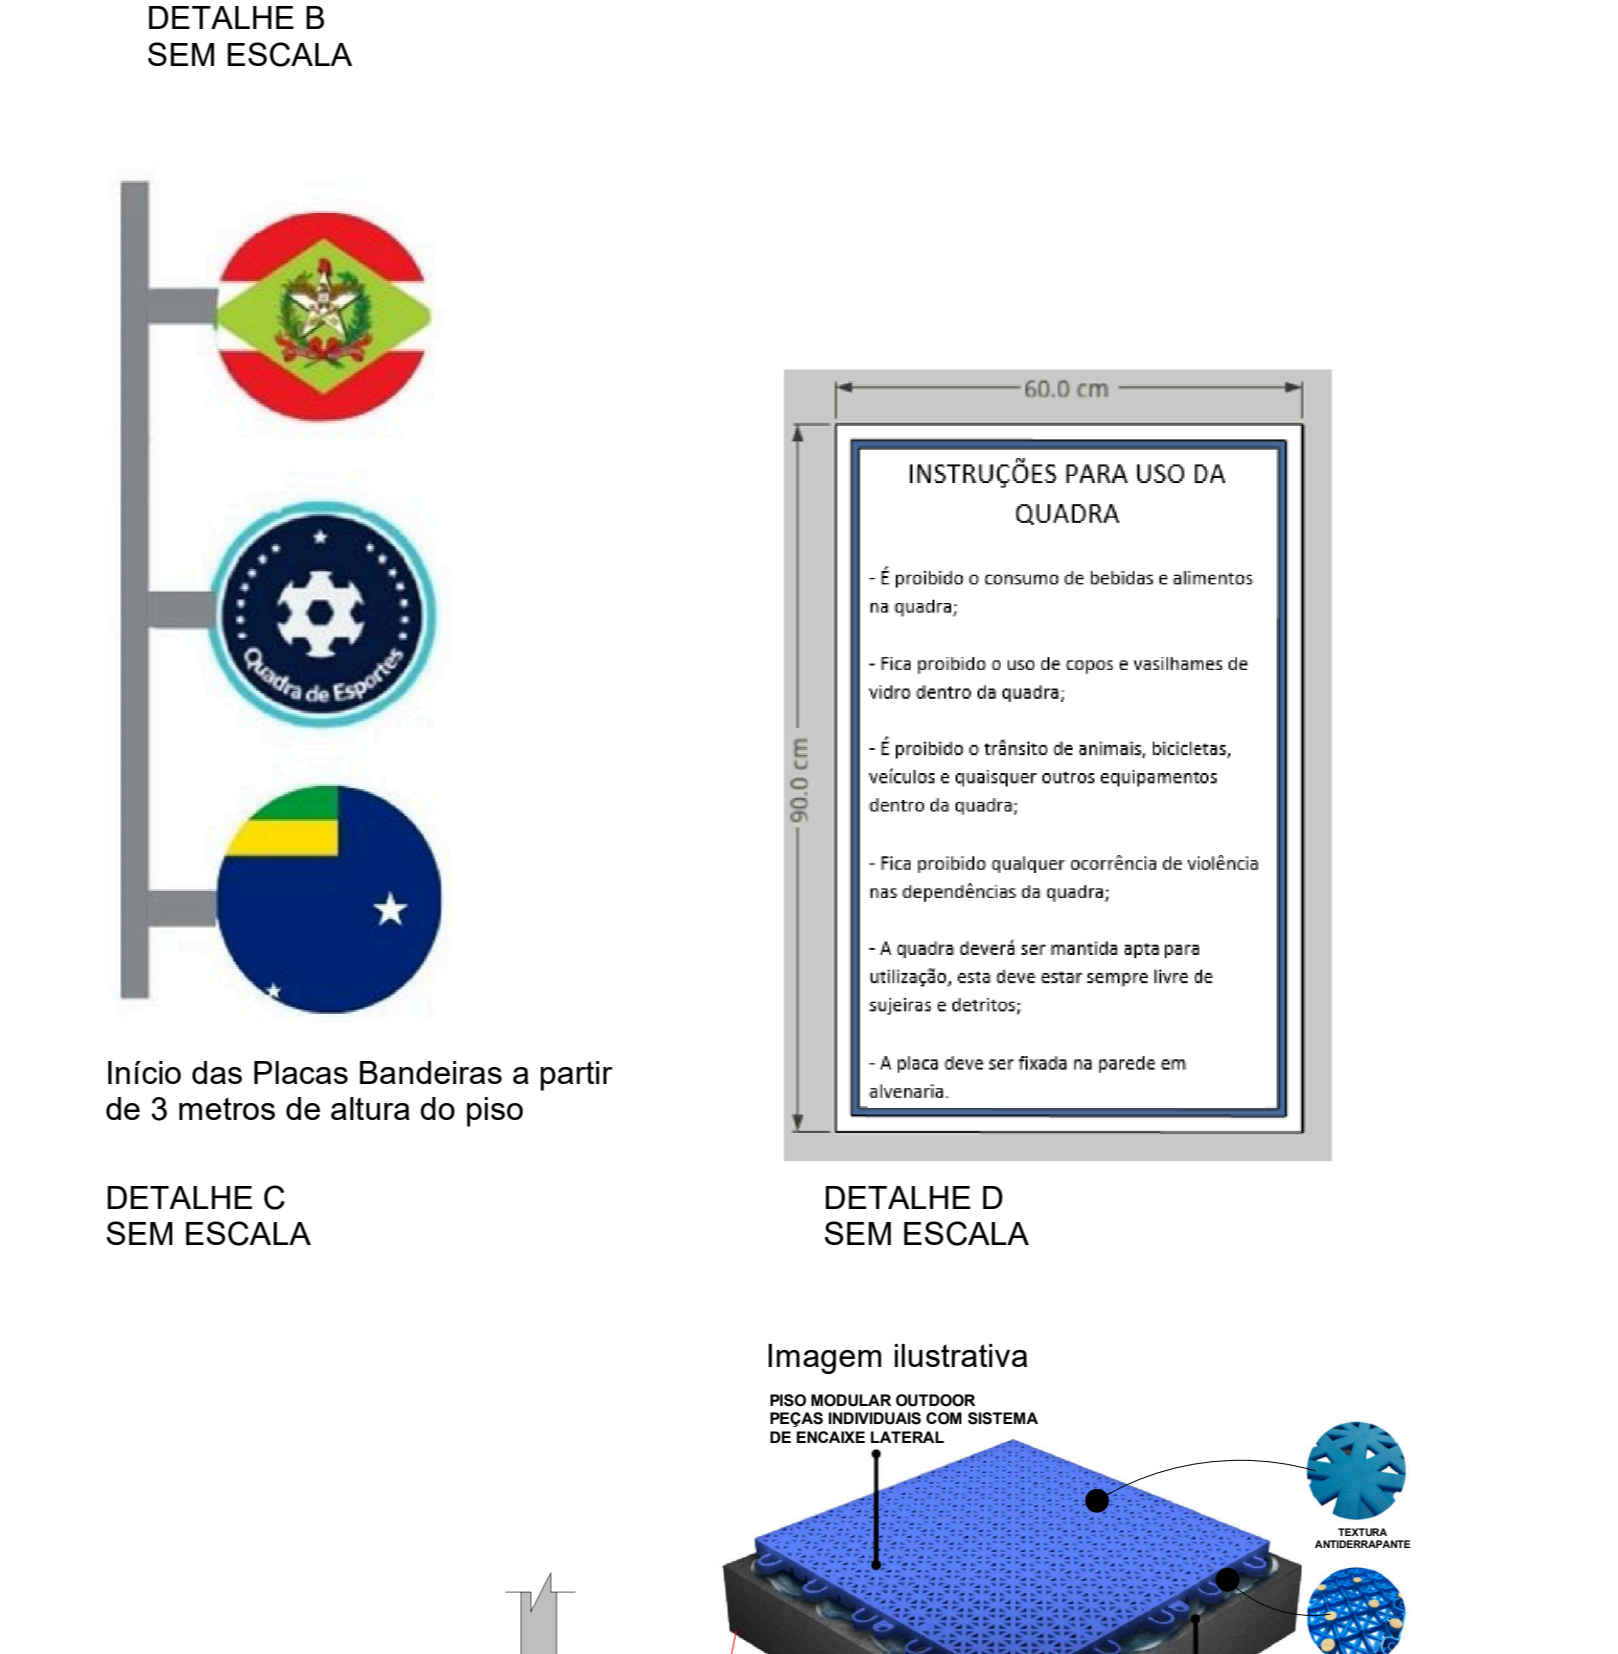 DETALHE B
SEM ESCALA
Quadra de Esportes
Início das Placas Bandeiras a partir
de 3 metros de altura do piso
DETALHE C
SEM ESCALA
60.0 cm
90.0 cm
INSTRUÇÕES PARA USO DA
QUADRA
- É proibido o consumo de bebidas e alimentos
na quadra;
- Fica proibido o uso de copos e vasilhames de
vidro dentro da quadra;
- É proibido o trânsito de animais, bicicletas,
veículos e quaisquer outros equipamentos
dentro da quadra;
- Fica proibido qualquer ocorrência de violência
nas dependências da quadra;
- A quadra deverá ser mantida apta para
utilização, esta deve estar sempre livre de
sujeiras e detritos;
- A placa deve ser fixada na parede em
alvenaria.
DETALHE D
SEM ESCALA
Imagem ilustrativa
PISO MODULAR OUTDOOR
PEÇAS INDIVIDUAIS COM SISTEMA
DE ENCAIXE LATERAL
TEXTURA
ANTIDERRAPANTE